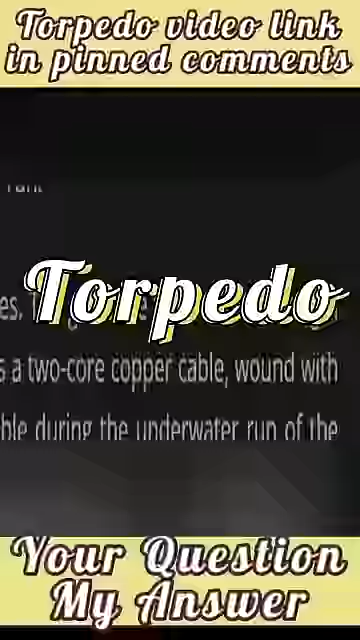 Torpedo video link
in pinned comments
Torpedo
s a two-core copper cable, wound with
ble during the underwater run of the
Your Question
My Answer